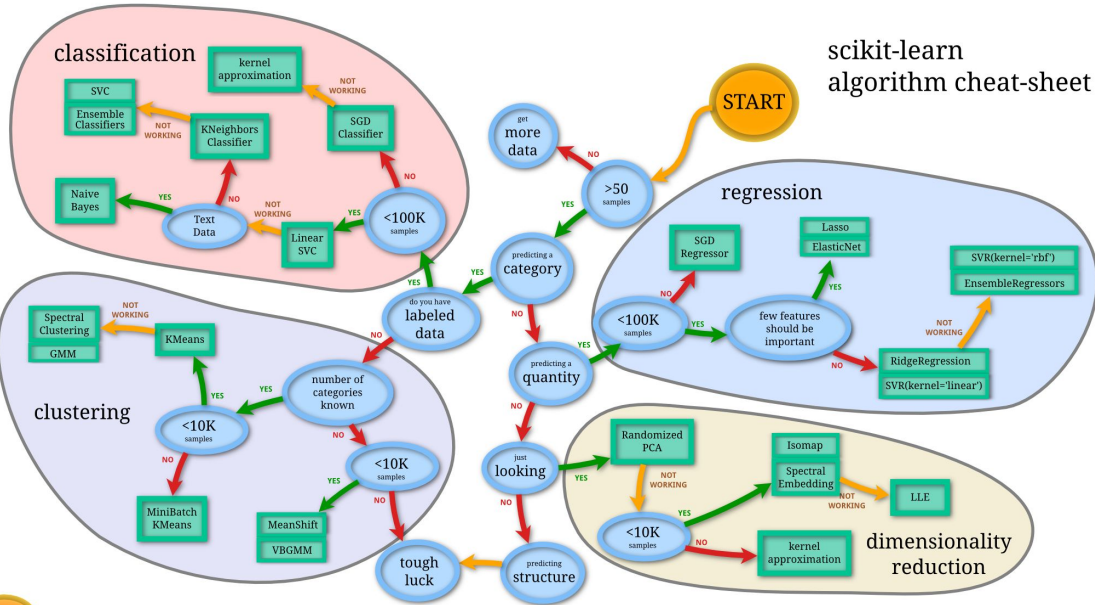 scikit-learn
algorithm cheat-sheet
START
classification
kernel
approximation
NOT
WORKING
SVC
Ensemble
Classifiers
NOT
WORKING
KNeighbors
Classifier
SGD
Classifier
NO
Naive
Bayes
YES
Text
Data
NO
NOT
WORKING
Linear
SVC
YES
<100K
samples
get
more
data
NO
>50
samples
YES
predicting a
category
YES
NO
do you have
labeled
data
YES
NO
predicting a
quantity
YES
NO
just
looking
YES
NO
predicting
structure
tough
luck
regression
SGD
Regressor
NO
<100K
samples
YES
few features
should be
important
YES
Lasso
ElasticNet
NO
RidgeRegression
SVR(kernel='linear')
NOT
WORKING
SVR(kernel='rbf')
EnsembleRegressors
clustering
Spectral
Clustering
GMM
NOT
WORKING
KMeans
YES
<10K
samples
YES
number of
categories
known
NO
NO
MiniBatch
KMeans
<10K
samples
YES
NO
MeanShift
VBGMM
Randomized
PCA
NOT
WORKING
<10K
samples
YES
NO
Isomap
Spectral
Embedding
NOT
WORKING
LLE
kernel
approximation
dimensionality
reduction